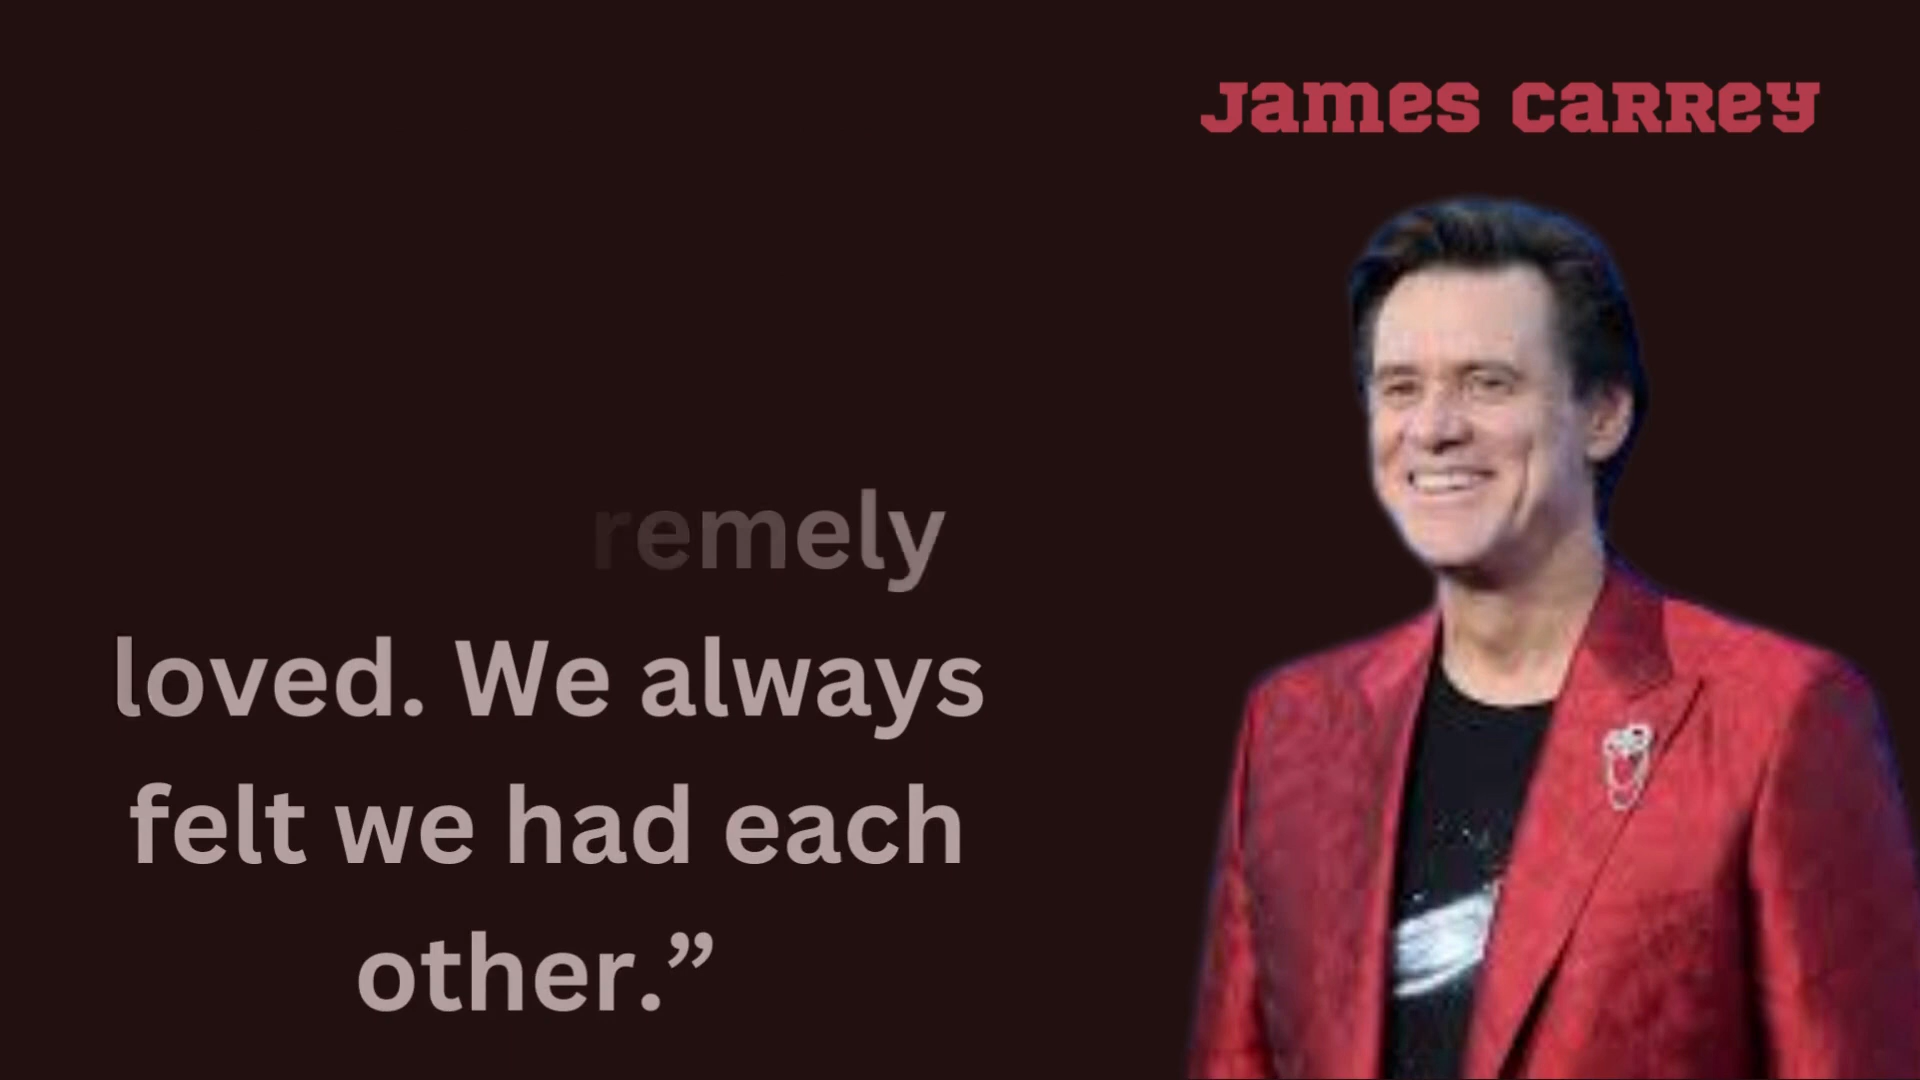 James Carrey
remely
loved. We always
felt we had each
other.”